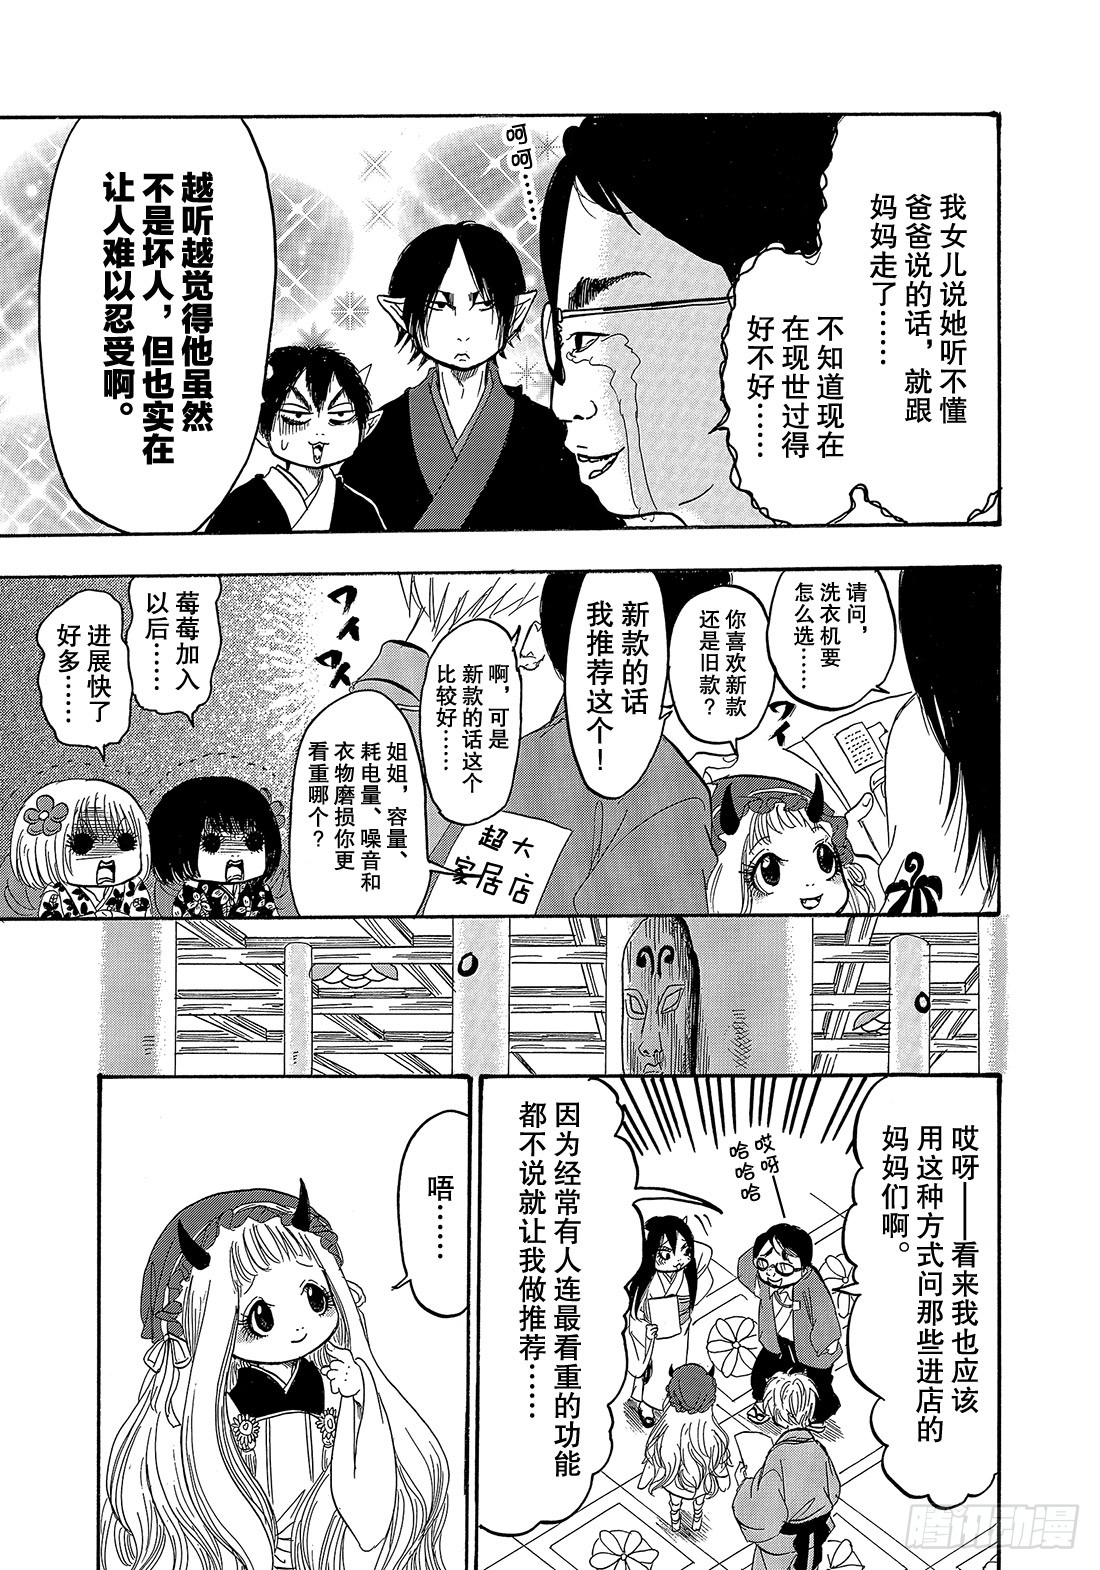 我女儿说她听不懂
爸爸说的话，就跟
妈妈走了……
不知道现在
在现世过得
好不好……
呵
呵……
越听越觉得他虽然
不是坏人，但也实在
让人难以忍受啊。
请问，
洗衣机要
怎么选……
你喜欢新款
还是旧款？
新款的话
我推荐这个！
啊，可是
新款的话这个
比较好……
超大
家居店
姐姐，容量、
耗电量、噪音和
衣物磨损你更
看重哪个？
ワイ
ワイ
莓莓加入
以后……
进展快了
好多……
哎呀——看来我也应该
用这种方式问那些进店的
妈妈们啊。
哎呀
哈哈哈
因为经常有人连最看重的功能
都不说就让我做推荐……
唔……
腾讯动漫